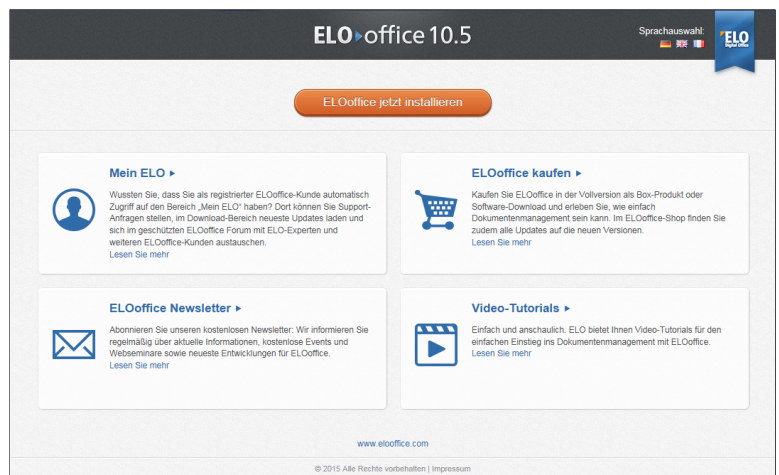 ELO office 10.5
Sprachauswahl:
ELO
Digital Office
ELOoffice jetzt installieren
Mein ELO
Wussten Sie, dass Sie als registrierter ELOoffice-Kunde automatisch
Zugriff auf den Bereich „Mein ELO“ haben? Dort können Sie Support-
Anfragen stellen, im Download-Bereich neueste Updates laden und
sich im geschützten ELOoffice Forum mit ELO-Experten und
weiteren ELOoffice-Kunden austauschen.
Lesen Sie mehr
ELOoffice kaufen
Kaufen Sie ELOoffice in der Vollversion als Box-Produkt oder
Software-Download und erleben Sie, wie einfach
Dokumentenmanagement sein kann. Im ELOoffice-Shop finden Sie
zudem alle Updates auf die neuen Versionen.
Lesen Sie mehr
ELOoffice Newsletter
Abonnieren Sie unseren kostenlosen Newsletter: Wir informieren Sie
regelmäßig über aktuelle Informationen, kostenlose Events und
Webseminare sowie neueste Entwicklungen für ELOoffice.
Lesen Sie mehr
Video-Tutorials
Einfach und anschaulich. ELO bietet Ihnen Video-Tutorials für den
einfachen Einstieg ins Dokumentenmanagement mit ELOoffice.
Lesen Sie mehr
www.elooffice.com
© 2015 Alle Rechte vorbehalten | Impressum